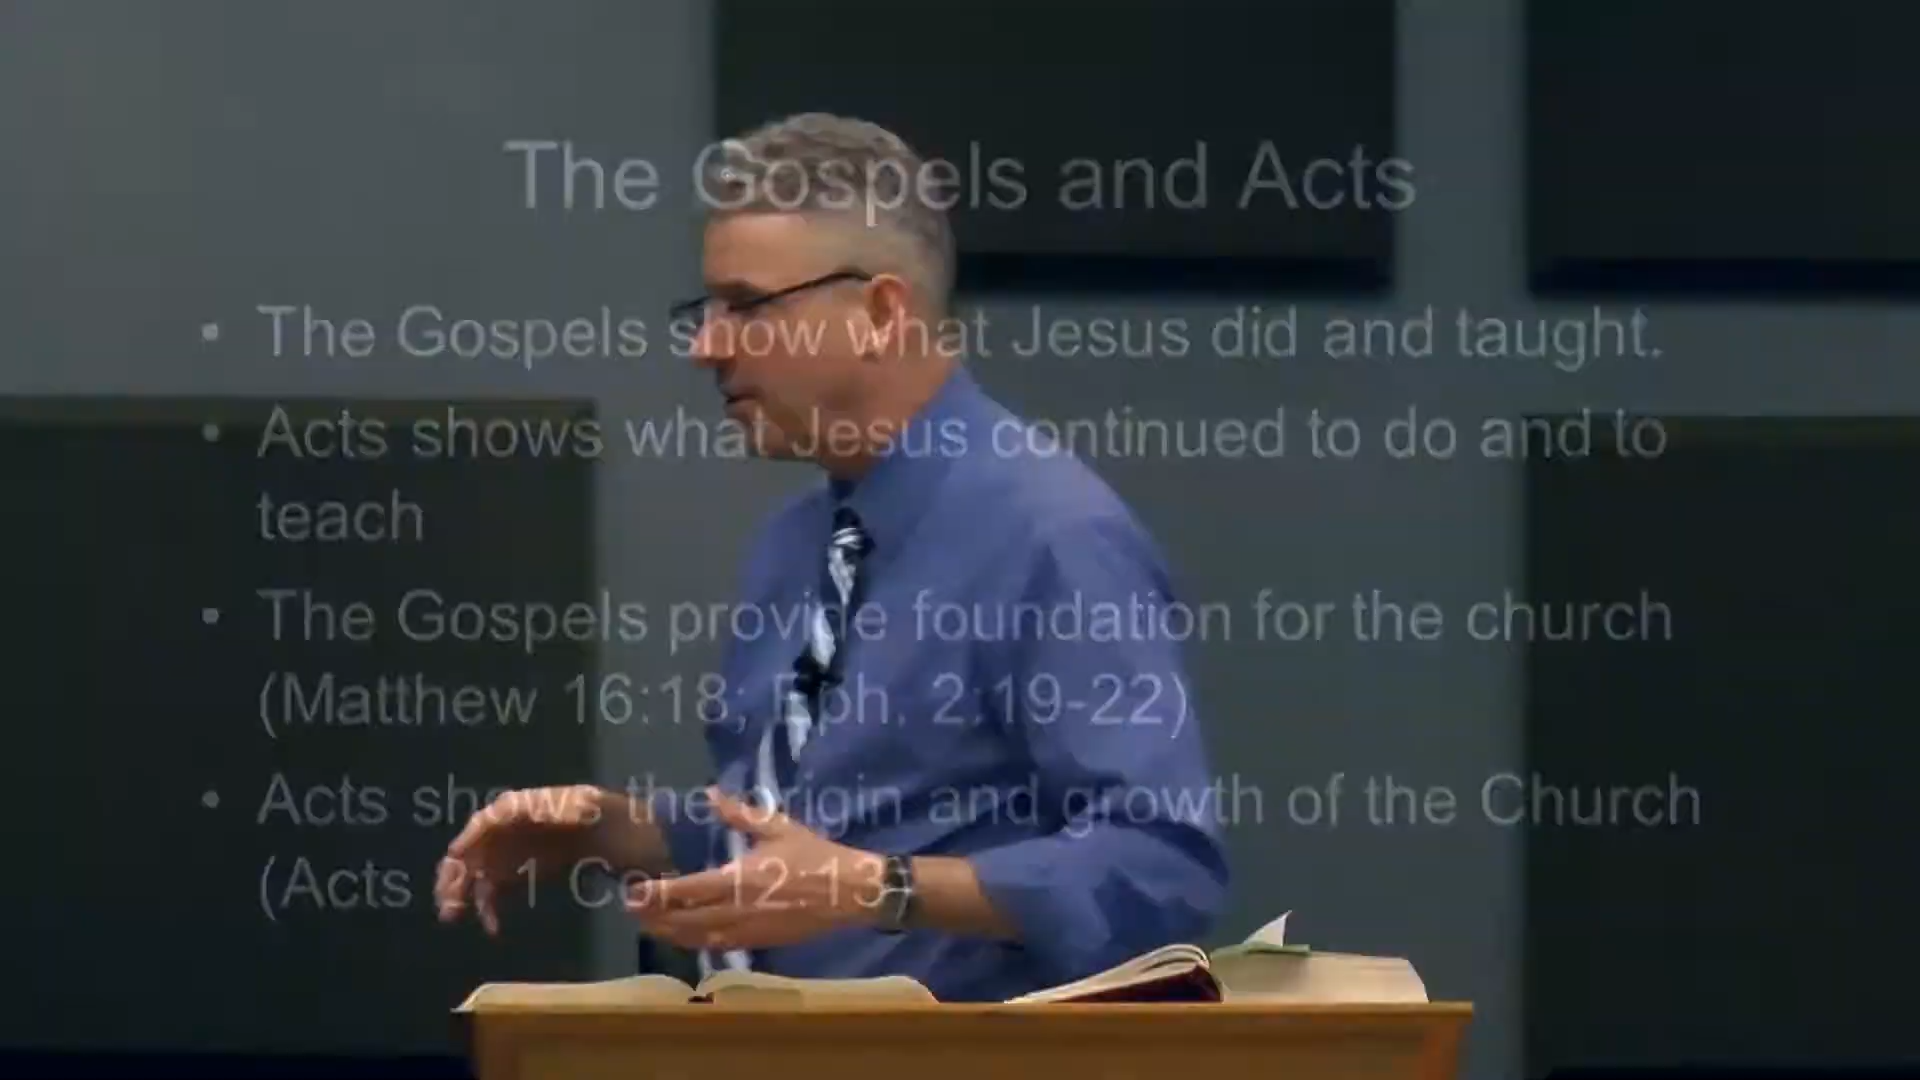 The Gospels and Acts
• The Gospels show what Jesus did and taught.
• Acts shows what Jesus continued to do and to
teach
• The Gospels provide foundation for the church
(Matthew 16:18; Eph. 2:19-22)
• Acts shows the origin and growth of the Church
(Acts 2; 1 Cor. 12:13)